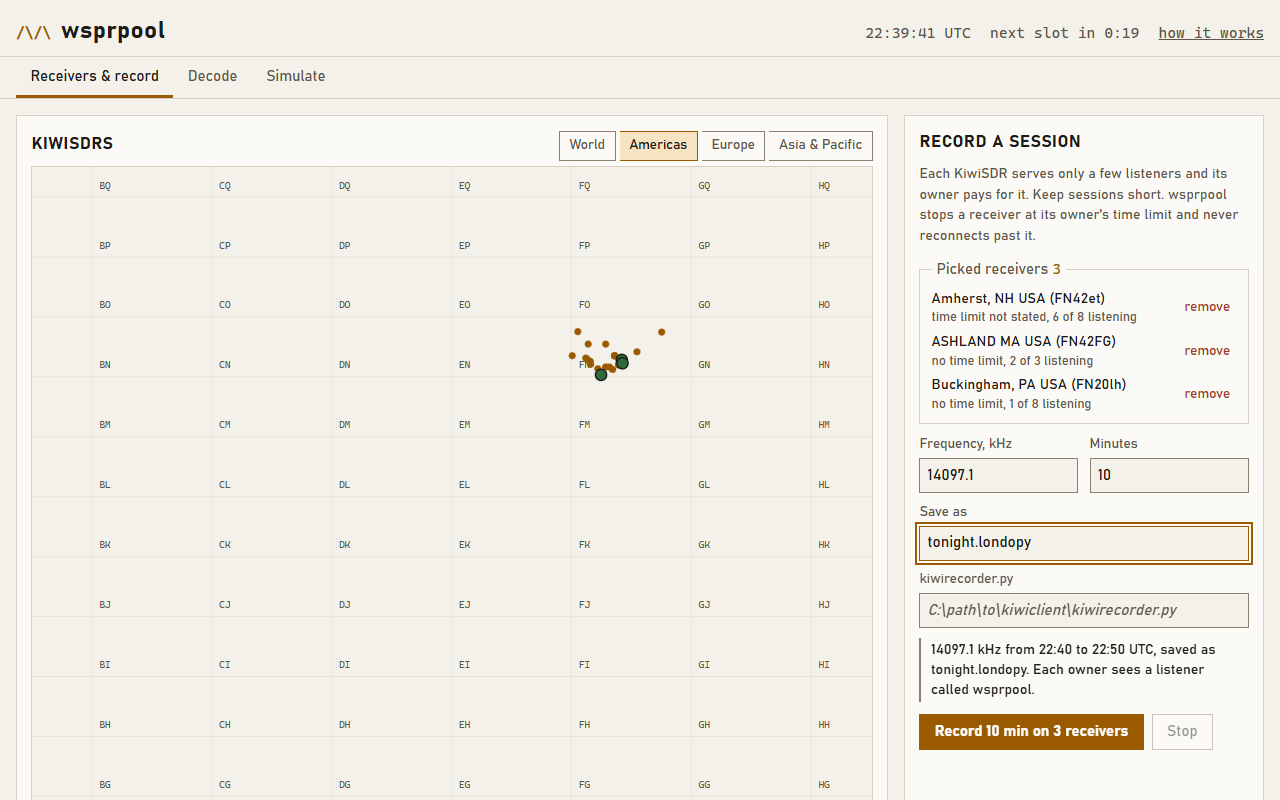 /\/\ wsprpool
22:39:41 UTC next slot in 0:19 how it works
Receivers & record Decode Simulate
KIWISDRS
World Americas Europe Asia & Pacific
BQ CQ DQ EQ FQ GQ HQ
BP CP DP EP FP GP HP
BO CO DO EO FO GO HO
BN CN DN EN GN HN
BM CM DM EM FM GM HM
BL CL DL EL FL GL HL
BK CK DK EK FK GK HK
BJ CJ DJ EJ FJ GJ HJ
BI CI DI EI FI GI HI
BH CH DH EH FH GH HH
BG CG DG EG FG GG HG
RECORD A SESSION
Each KiwiSDR serves only a few listeners and its
owner pays for it. Keep sessions short. wsprpool
stops a receiver at its owner's time limit and never
reconnects past it.
Picked receivers 3
Amherst, NH USA (FN42et)
time limit not stated, 6 of 8 listening
remove
ASHLAND MA USA (FN42FG)
no time limit, 2 of 3 listening
remove
Buckingham, PA USA (FN20lh)
no time limit, 1 of 8 listening
remove
Frequency, kHz Minutes
14097.1 10
Save as
tonight.londopy
kiwirecorder.py
C:\path\to\kiwiclient\kiwirecorder.py
14097.1 kHz from 22:40 to 22:50 UTC, saved as
tonight.londopy. Each owner sees a listener
called wsprpool.
Record 10 min on 3 receivers Stop